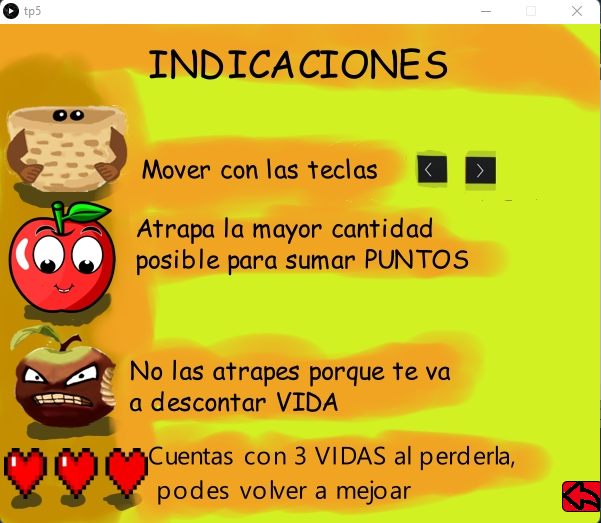 tp5
INDICACIONES
Mover con las teclas
Atrapa la mayor cantidad
posible para sumar PUNTOS
No las atrapes porque te va
a descontar VIDA
Cuentas con 3 VIDAS al perderla,
podes volver a mejoar